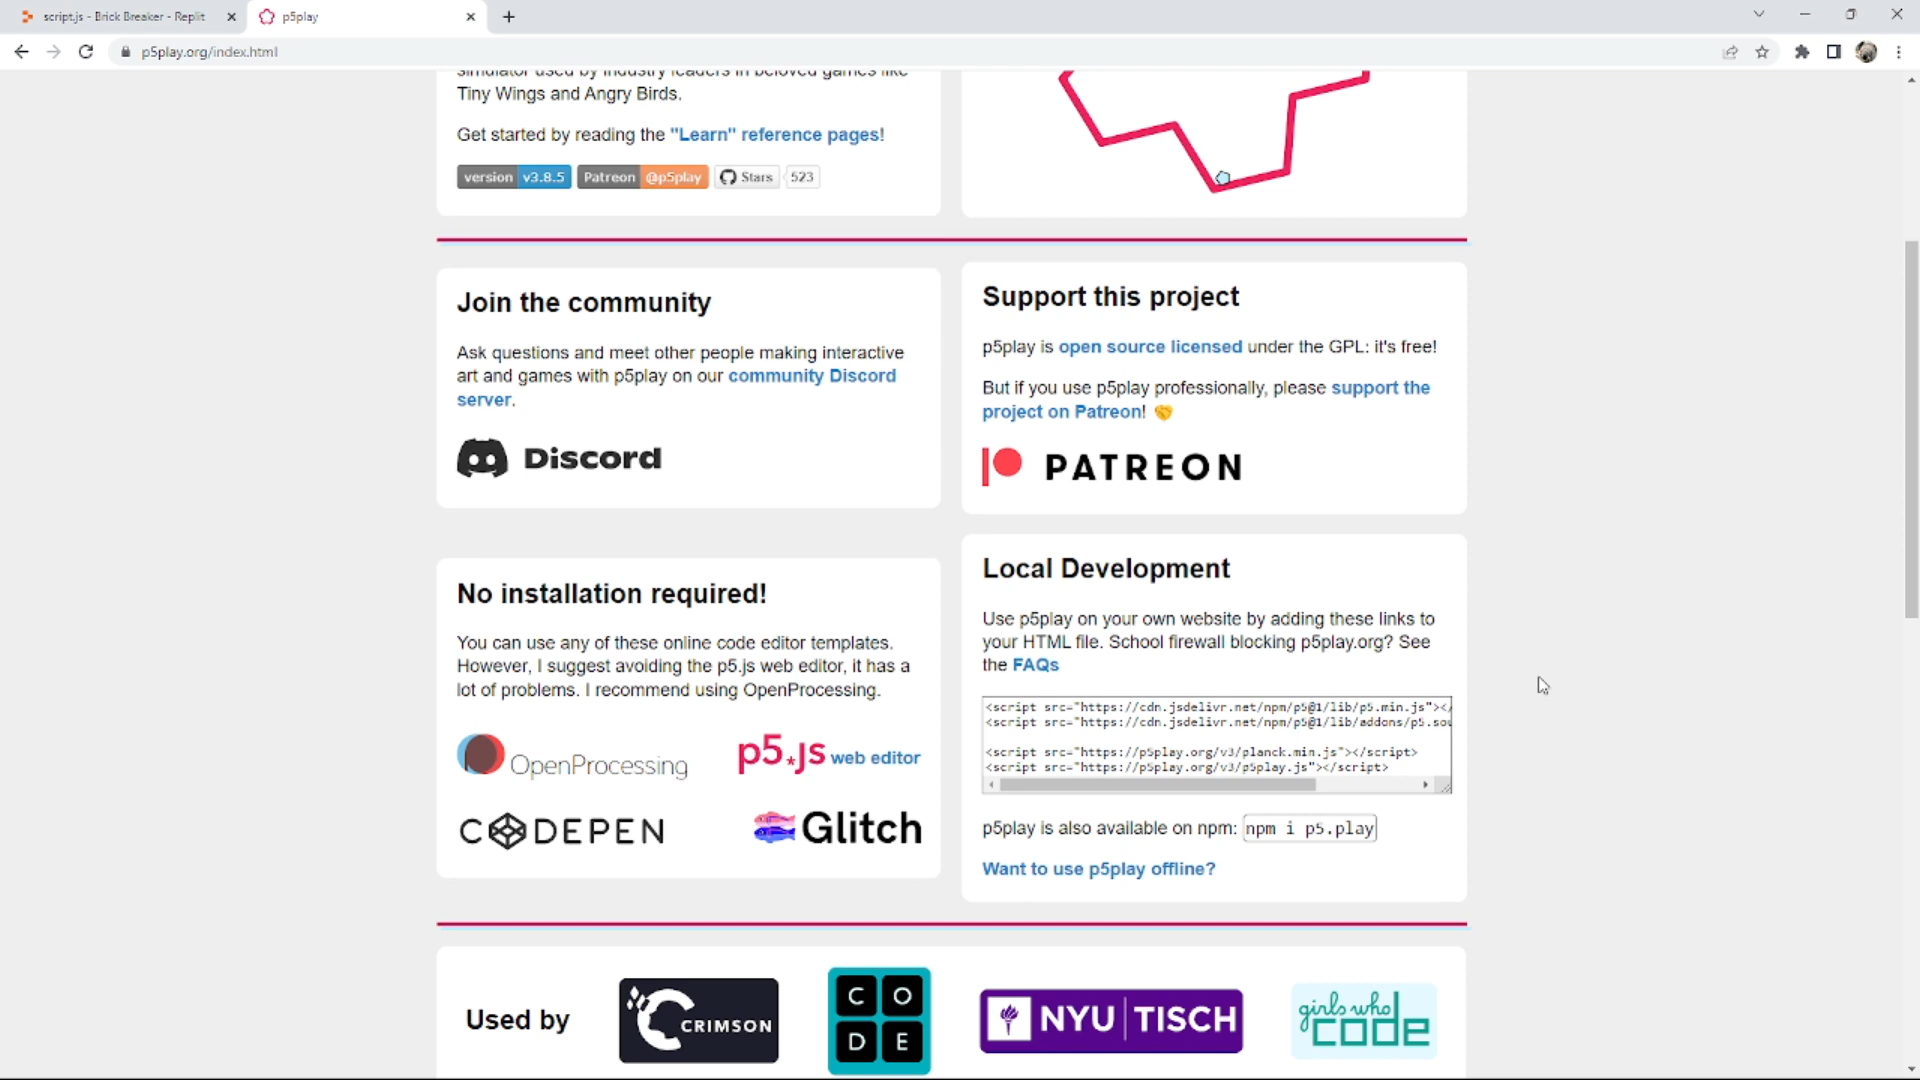 script.js - Brick Breaker - Replit
p5play
p5play.org/index.html
simulator used by industry leaders in beloved games like
Tiny Wings and Angry Birds.
Get started by reading the "Learn" reference pages!
version v3.8.5 Patreon @p5play Stars 523
Join the community
Ask questions and meet other people making interactive
art and games with p5play on our community Discord
server.
Discord
Support this project
p5play is open source licensed under the GPL: it's free!
But if you use p5play professionally, please support the
project on Patreon! 🤝
PATREON
No installation required!
You can use any of these online code editor templates.
However, I suggest avoiding the p5.js web editor, it has a
lot of problems. I recommend using OpenProcessing.
OpenProcessing
p5.js web editor
CODEPEN
Glitch
Local Development
Use p5play on your own website by adding these links to
your HTML file. School firewall blocking p5play.org? See
the FAQs
<script src="https://cdn.jsdelivr.net/npm/p5@1/lib/p5.min.js"></
<script src="https://cdn.jsdelivr.net/npm/p5@1/lib/addons/p5.sou
<script src="https://p5play.org/v3/planck.min.js"></script>
<script src="https://p5play.org/v3/p5play.js"></script>
p5play is also available on npm: npm i p5.play
Want to use p5play offline?
Used by
CRIMSON
CODE
NYU TISCH
girls who
code